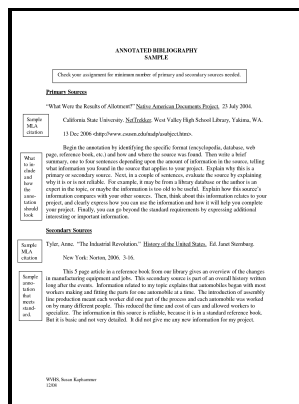 ANNOTATED BIBLIOGRAPHY
SAMPLE
Check your assignment for minimum number of primary and secondary sources needed.
Primary Sources
"What Were the Results of Allotment?" Native American Documents Project, 23 July 2004.
Sample
MLA
citation
California State University. NetTrekker. West Valley High School Library, Yakima, WA.
13 Dec 2006 <http://www.csusm.edu/nadp/asubject.htm>.
What
to in-
clude
and
how
the
anno-
tation
should
look
Begin the annotation by identifying the specific format (encyclopedia, database, web
page, reference book, etc.) and how and where the source was found. Then write a brief
summary, one to four sentences depending upon the amount of information in the source, telling
what information you found in the source that applies to your project. Explain why this is a
primary or secondary source. Next, in a couple of sentences, evaluate the source by explaining
why it is or is not reliable. For example, it may be from a library database or the author is an
expert in the topic, or maybe the information is too old to be useful. Explain how this source's
information compares with your other sources. Then, think about this information relates to your
project, and clearly express how you can use the information and how it will help you complete
your project. Finally, you can go beyond the standard requirements by expressing additional
interesting or important information.
Secondary Sources
Sample
MLA
citation
Tyler, Anne. "The Industrial Revolution." History of the United States. Ed. Janet Sternburg.
New York: Norton, 2006. 3-16.
Sample
anno-
tation
that
meets
stand-
ard.
This 5 page article in a reference book from our library gives an overview of the changes
in manufacturing equipment and jobs. This secondary source is part of an overall history written
long after the events. Information related to my topic explains that automobiles began with most
workers making and fitting the parts for one automobile at a time. The introduction of assembly
line production meant each worker did one part of the process and each automobile was worked
on by many different people. This reduced the time and cost of cars and allowed workers to
specialize. The information in this source is reliable, because it is in a standard reference book.
But it is basic and not very detailed. It did not give me any new information for my project.
WVHS, Susan Kaphammer
12/06